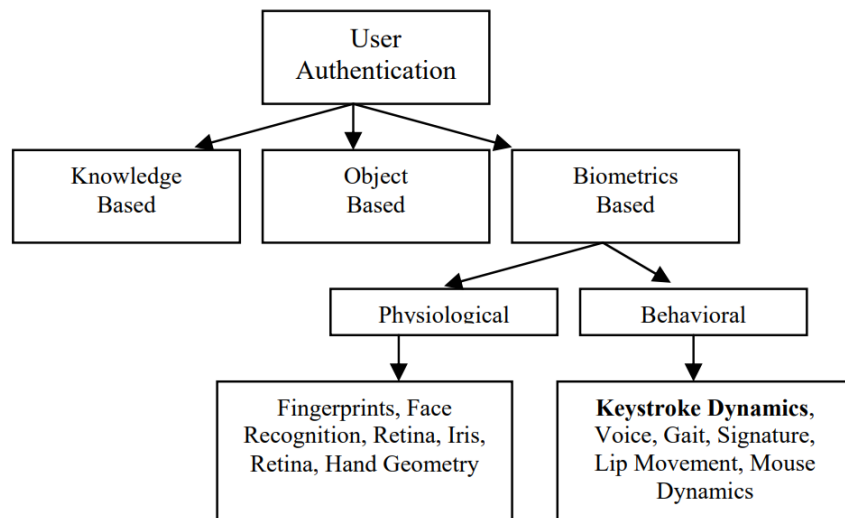 User
Authentication
Knowledge
Based
Object
Based
Biometrics
Based
Physiological
Behavioral
Fingerprints, Face
Recognition, Retina, Iris,
Retina, Hand Geometry
Keystroke Dynamics,
Voice, Gait, Signature,
Lip Movement, Mouse
Dynamics